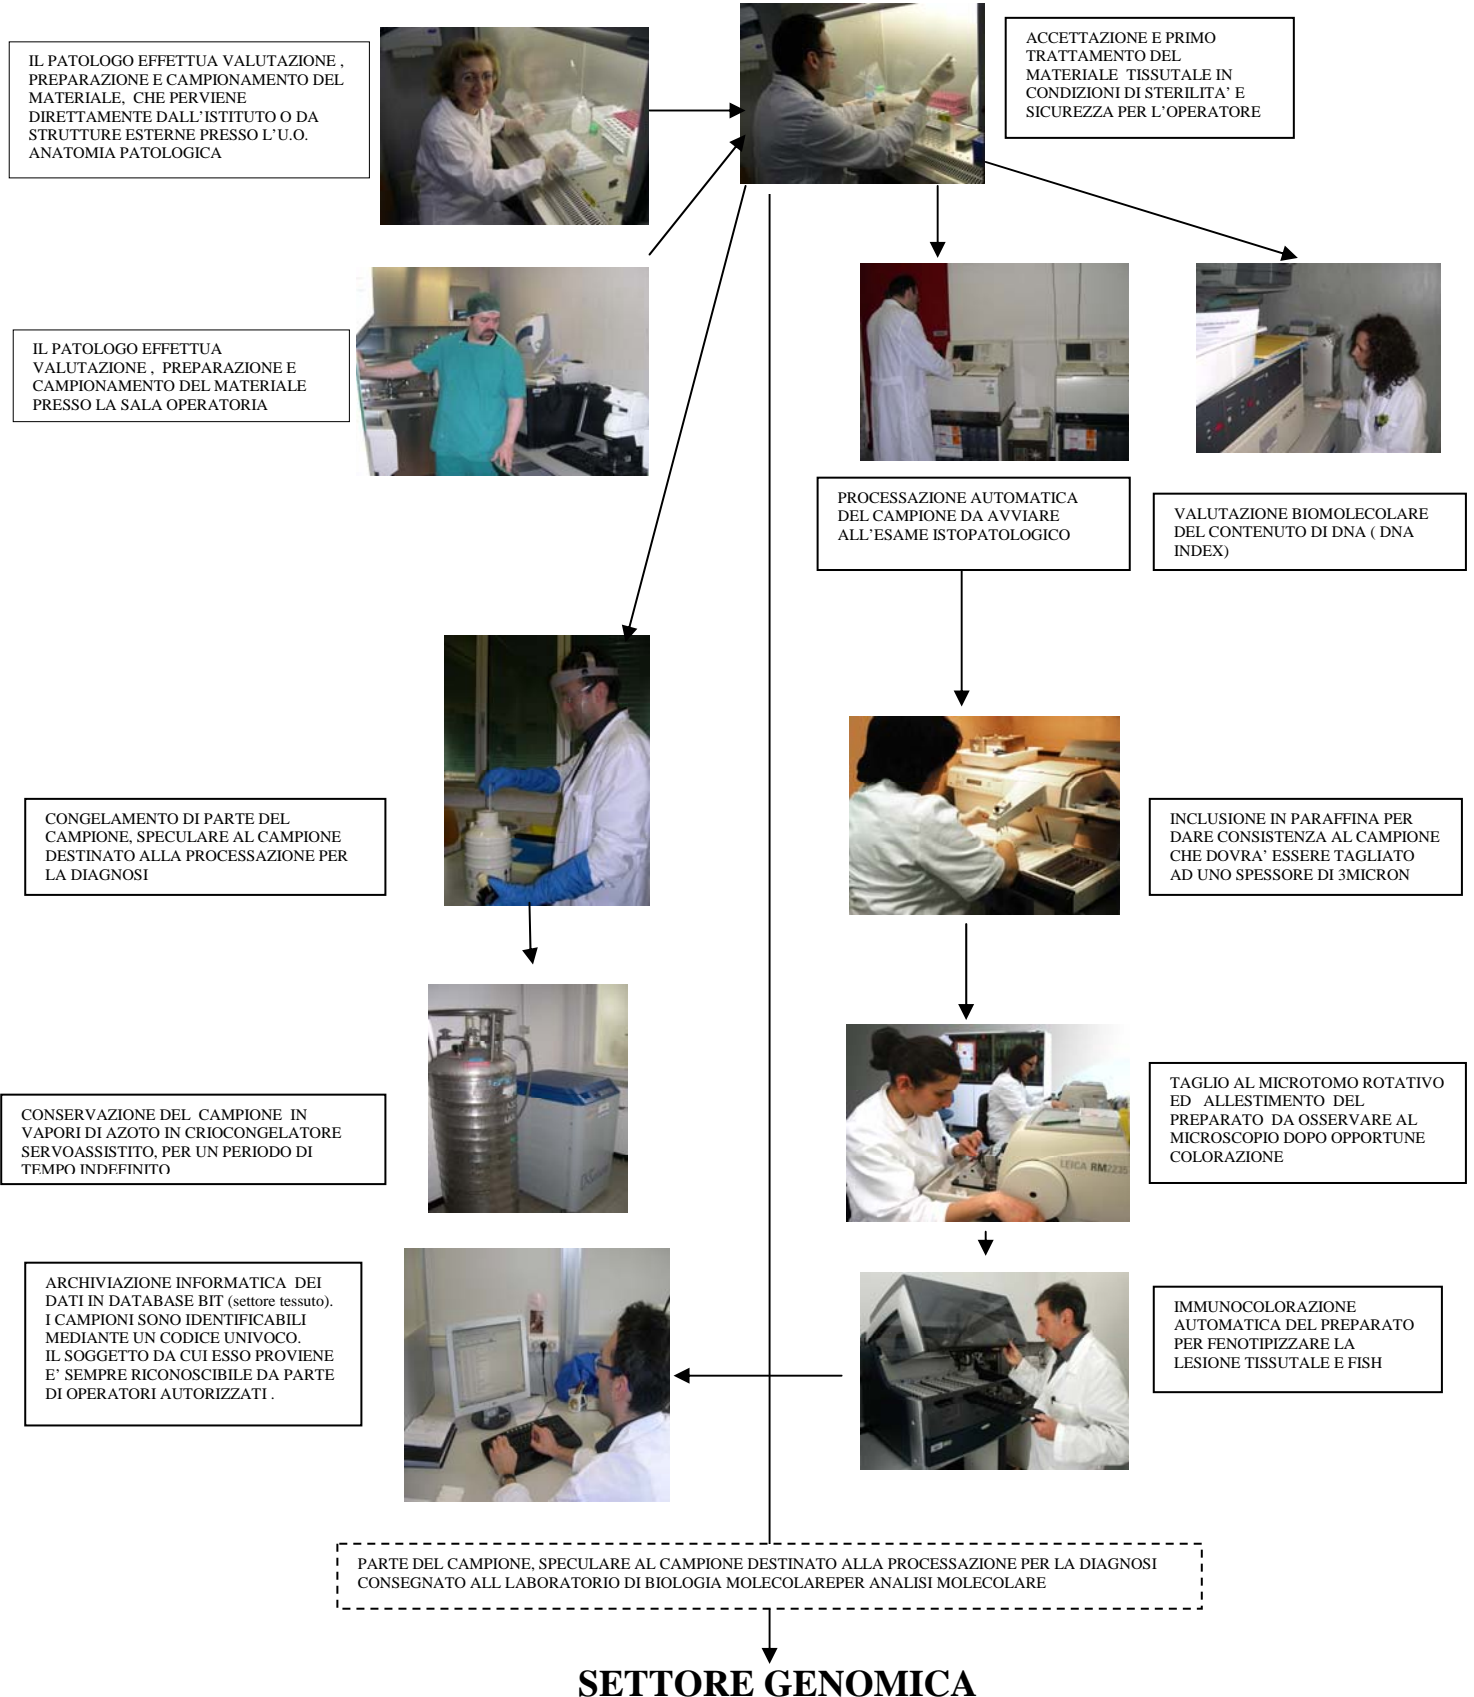 IL PATOLOGO EFFETTUA VALUTAZIONE ,
PREPARAZIONE E CAMPIONAMENTO DEL
MATERIALE, CHE PERVIENE
DIRETTAMENTE DALL'ISTITUTO O DA
STRUTTURE ESTERNE PRESSO L'U.O.
ANATOMIA PATOLOGICA
ACCETTAZIONE E PRIMO
TRATTAMENTO DEL
MATERIALE TISSUTALE IN
CONDIZIONI DI STERILITA' E
SICUREZZA PER L'OPERATORE
IL PATOLOGO EFFETTUA
VALUTAZIONE , PREPARAZIONE E
CAMPIONAMENTO DEL MATERIALE
PRESSO LA SALA OPERATORIA
PROCESSAZIONE AUTOMATICA
DEL CAMPIONE DA AVVIARE
ALL'ESAME ISTOPATOLOGICO
VALUTAZIONE BIOMOLECOLARE
DEL CONTENUTO DI DNA ( DNA
INDEX)
CONGELAMENTO DI PARTE DEL
CAMPIONE, SPECULARE AL CAMPIONE
DESTINATO ALLA PROCESSAZIONE PER
LA DIAGNOSI
INCLUSIONE IN PARAFFINA PER
DARE CONSISTENZA AL CAMPIONE
CHE DOVRA' ESSERE TAGLIATO
AD UNO SPESSORE DI 3MICRON
CONSERVAZIONE DEL CAMPIONE IN
VAPORI DI AZOTO IN CRIOCONGELATORE
SERVOASSISTITO, PER UN PERIODO DI
TEMPO INDEFINITO
LEICA RM2235
TAGLIO AL MICROTOMO ROTATIVO
ED ALLESTIMENTO DEL
PREPARATO DA OSSERVARE AL
MICROSCOPIO DOPO OPPORTUNE
COLORAZIONE
ARCHIVIAZIONE INFORMATICA DEI
DATI IN DATABASE BIT (settore tessuto).
I CAMPIONI SONO IDENTIFICABILI
MEDIANTE UN CODICE UNIVOCO.
IL SOGGETTO DA CUI ESSO PROVIENE
E' SEMPRE RICONOSCIBILE DA PARTE
DI OPERATORI AUTORIZZATI .
IMMUNOCOLORAZIONE
AUTOMATICA DEL PREPARATO
PER FENOTIPIZZARE LA
LESIONE TISSUTALE E FISH
PARTE DEL CAMPIONE, SPECULARE AL CAMPIONE DESTINATO ALLA PROCESSAZIONE PER LA DIAGNOSI
CONSEGNATO ALL LABORATORIO DI BIOLOGIA MOLECOLAREPER ANALISI MOLECOLARE
SETTORE GENOMICA